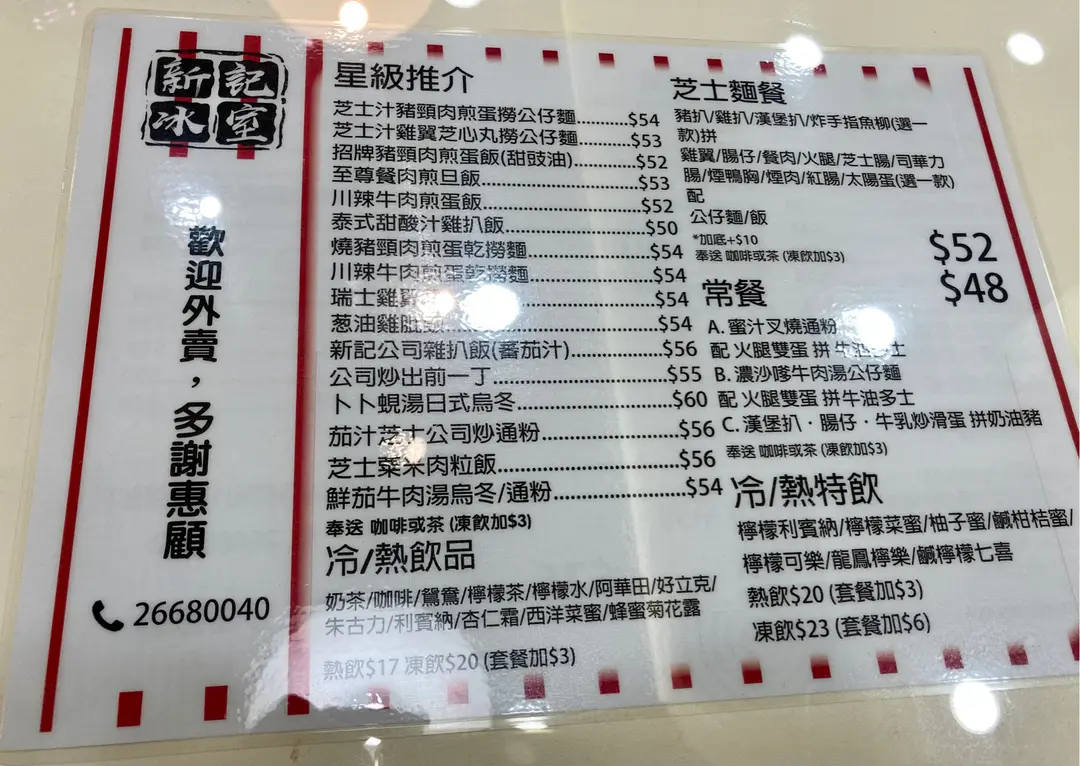 新記
冰室
歡迎外賣，多謝惠顧
26680040
星級推介
芝士汁豬頸肉煎蛋撈公仔麵..........$54
芝士汁雞翼芝心丸撈公仔麵..........$53
招牌豬頸肉煎蛋飯(甜豉油)..........$52
至尊餐肉煎旦飯..........$53
川辣牛肉煎蛋飯..........$52
泰式甜酸汁雞扒飯..........$50
燒豬頸肉煎蛋乾撈麵..........$54
川辣牛肉煎蛋乾撈麵..........$54
瑞士雞翼..........$54
葱油雞..........$54
新記公司雜扒飯(蕃茄汁)..........$56
公司炒出前一丁..........$55
卜卜蜆湯日式烏冬..........$60
茄汁芝士公司炒通粉..........$56
芝士粟米肉粒飯..........$56
鮮茄牛肉湯烏冬/通粉..........$54
奉送 咖啡或茶 (凍飲加$3)
冷/熱飲品
奶茶/咖啡/鴛鴦/檸檬茶/檸檬水/阿華田/好立克/
朱古力/利賓納/杏仁霜/西洋菜蜜/蜂蜜菊花露
熱飲$17 凍飲$20 (套餐加$3)
芝士麵餐
豬扒/雞扒/漢堡扒/炸手指魚柳(選一
款)拼
雞翼/腸仔/餐肉/火腿/芝士腸/司華力
腸/煙鴨胸/煙肉/紅腸/太陽蛋(選一款)
配
公仔麵/飯
*加底+$10
奉送 咖啡或茶 (凍飲加$3)
$52
$48
常餐
A. 蜜汁叉燒通粉
配 火腿雙蛋 拼 牛油多士
B. 濃沙嗲牛肉湯公仔麵
配 火腿雙蛋 拼 牛油多士
C. 漢堡扒．腸仔．牛乳炒滑蛋 拼奶油豬
奉送 咖啡或茶 (凍飲加$3)
冷/熱特飲
檸檬利賓納/檸檬菜蜜/柚子蜜/鹹柑桔蜜/
檸檬可樂/龍鳳檸樂/鹹檸檬七喜
熱飲$20 (套餐加$3)
凍飲$23 (套餐加$6)